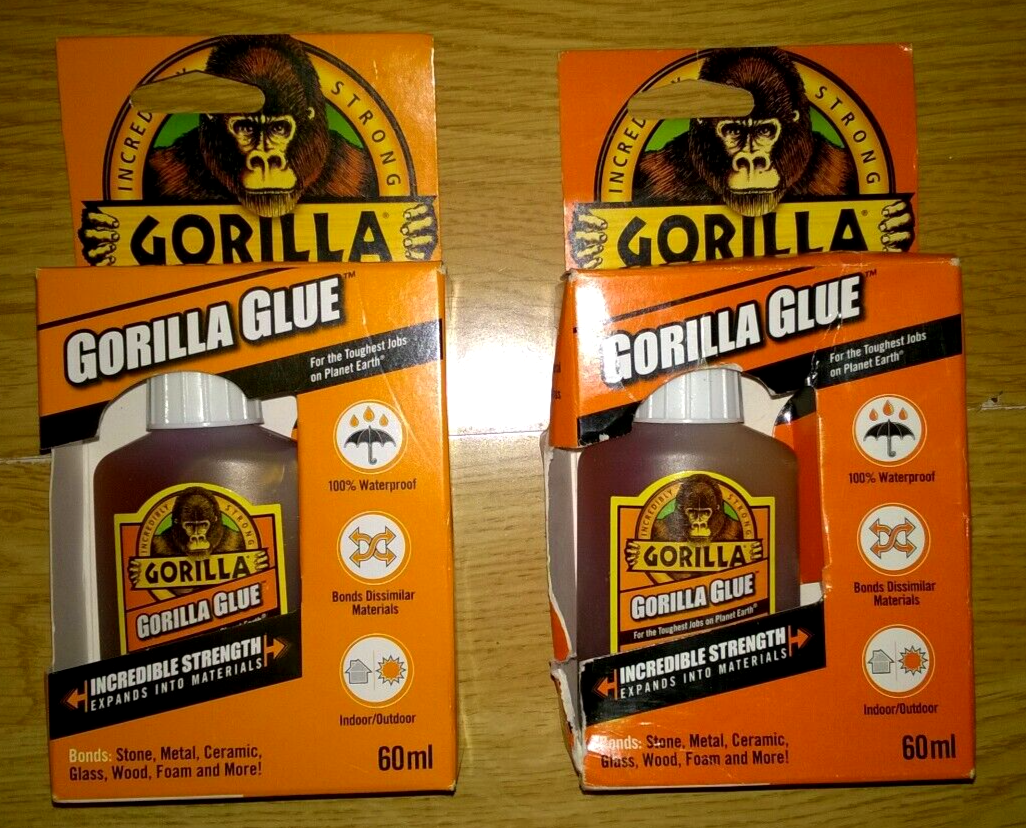 INCREDIBLY STRONG
GORILLA®
GORILLA GLUE™
For the Toughest Jobs
on Planet Earth®
100% Waterproof
INCREDIBLY STRONG
GORILLA
Bonds Dissimilar
Materials
GORILLA GLUE
INCREDIBLE STRENGTH
EXPANDS INTO MATERIALS
Indoor/Outdoor
Bonds: Stone, Metal, Ceramic,
Glass, Wood, Foam and More!
60ml
INCREDIBLY STRONG
GORILLA®
GORILLA GLUE™
For the Toughest Jobs
on Planet Earth®
100% Waterproof
INCREDIBLY STRONG
GORILLA
Bonds Dissimilar
Materials
GORILLA GLUE
For the Toughest Jobs on Planet Earth®
INCREDIBLE STRENGTH
EXPANDS INTO MATERIALS
Indoor/Outdoor
Bonds: Stone, Metal, Ceramic,
Glass, Wood, Foam and More!
60ml